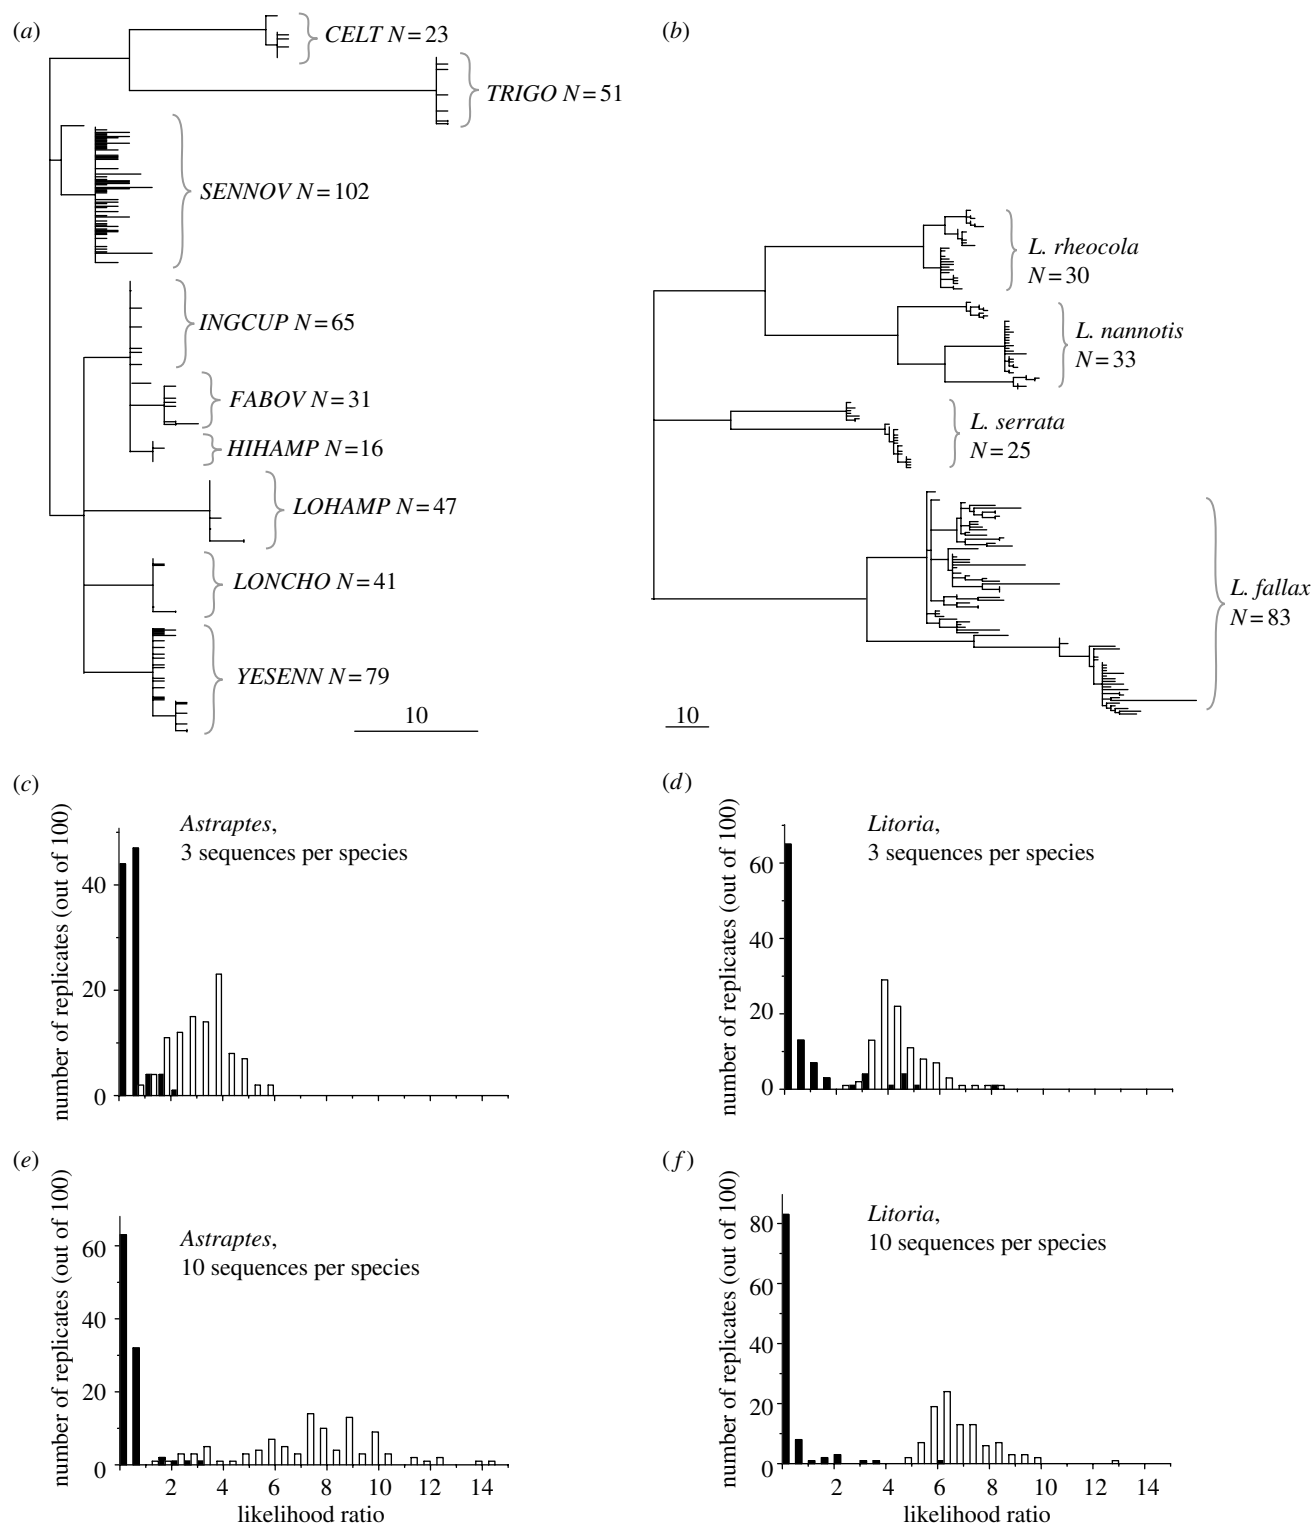 (a)
CELT N=23
TRIGO N=51
SENNOV N=102
INGCUP N=65
FABOV N=31
HIHAMP N=16
LOHAMP N=47
LONCHO N=41
YESENN N=79
10
(b)
L. rheocola
N=30
L. nannotis
N=33
L. serrata
N=25
L. fallax
N=83
10
(c)
number of replicates (out of 100)
Astraptes,
3 sequences per species
40
20
0
(d)
number of replicates (out of 100)
Litoria,
3 sequences per species
60
40
20
0
(e)
number of replicates (out of 100)
Astraptes,
10 sequences per species
60
40
20
0
2 4 6 8 10 12 14
likelihood ratio
(f)
number of replicates (out of 100)
Litoria,
10 sequences per species
80
60
40
20
0
2 4 6 8 10 12 14
likelihood ratio